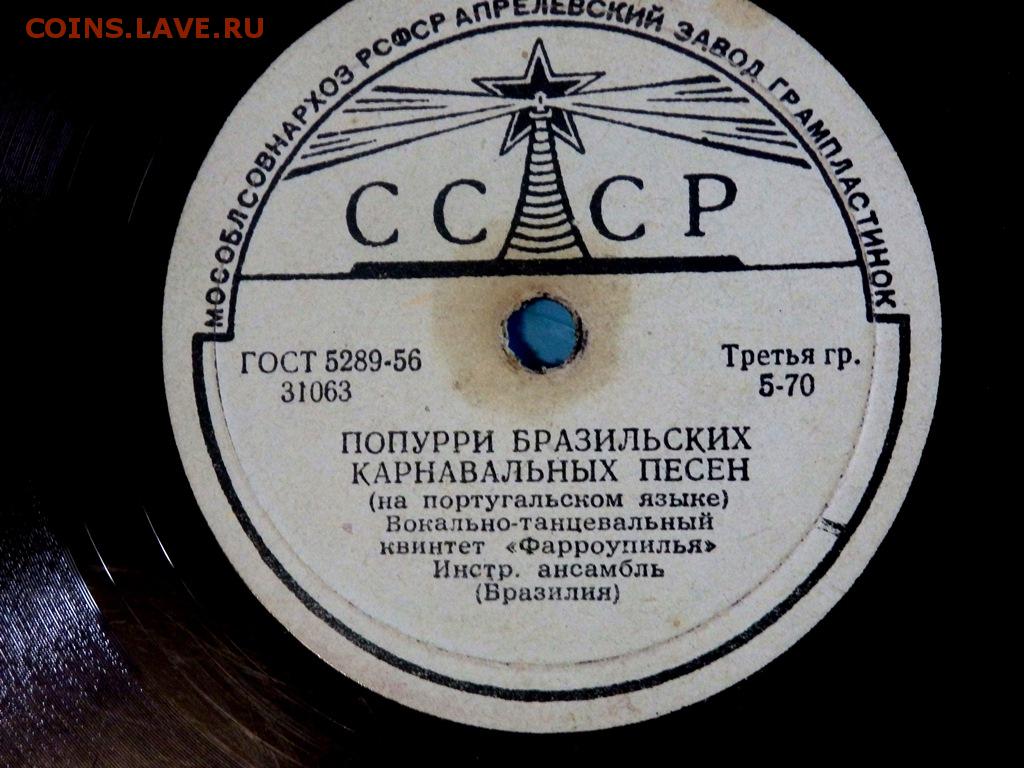 COINS.LAVE.RU
МОСОБЛСОВНАРХОЗ РСФСР АПРЕЛЕВСКИЙ ЗАВОД ГРАМПЛАСТИНОК
СССР
ГОСТ 5289-56
31063
Третья гр.
5-70
ПОПУРРИ БРАЗИЛЬСКИХ
КАРНАВАЛЬНЫХ ПЕСЕН
(на португальском языке)
Вокально-танцевальный
квинтет «Фарроупилья»
Инстр. ансамбль
(Бразилия)